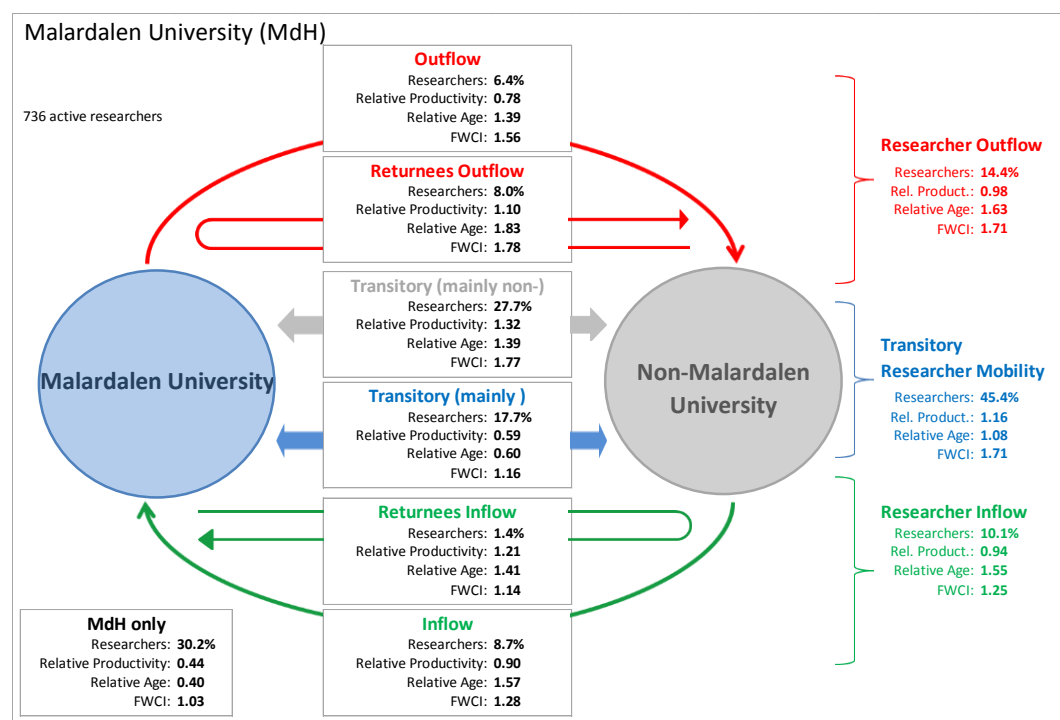 Malardalen University (MdH)
736 active researchers
Outflow
Researchers: 6.4%
Relative Productivity: 0.78
Relative Age: 1.39
FWCI: 1.56
Returnees Outflow
Researchers: 8.0%
Relative Productivity: 1.10
Relative Age: 1.83
FWCI: 1.78
Transitory (mainly non-)
Researchers: 27.7%
Relative Productivity: 1.32
Relative Age: 1.39
FWCI: 1.77
Transitory (mainly )
Researchers: 17.7%
Relative Productivity: 0.59
Relative Age: 0.60
FWCI: 1.16
Returnees Inflow
Researchers: 1.4%
Relative Productivity: 1.21
Relative Age: 1.41
FWCI: 1.14
Inflow
Researchers: 8.7%
Relative Productivity: 0.90
Relative Age: 1.57
FWCI: 1.28
Malardalen University
Non-Malardalen
University
MdH only
Researchers: 30.2%
Relative Productivity: 0.44
Relative Age: 0.40
FWCI: 1.03
Researcher Outflow
Researchers: 14.4%
Rel. Product.: 0.98
Relative Age: 1.63
FWCI: 1.71
Transitory
Researcher Mobility
Researchers: 45.4%
Rel. Product.: 1.16
Relative Age: 1.08
FWCI: 1.71
Researcher Inflow
Researchers: 10.1%
Rel. Product.: 0.94
Relative Age: 1.55
FWCI: 1.25